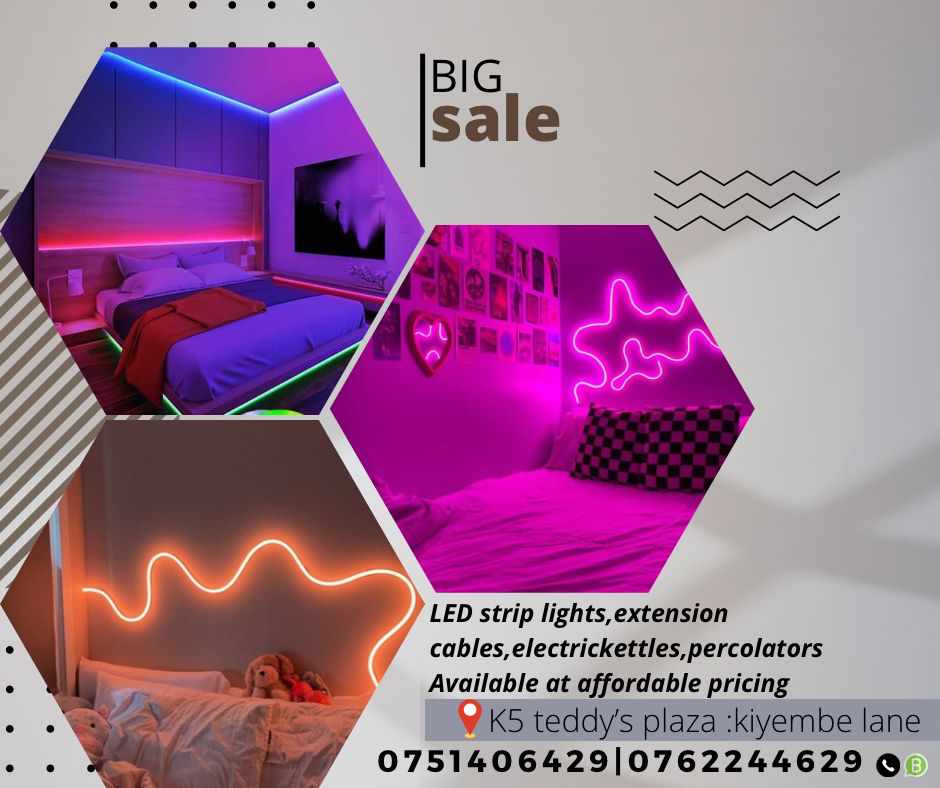 BIG
sale
LED strip lights,extension
cables,electrickettles,percolators
Available at affordable pricing
K5 teddy’s plaza :kiyembe lane
0751406429|0762244629
B